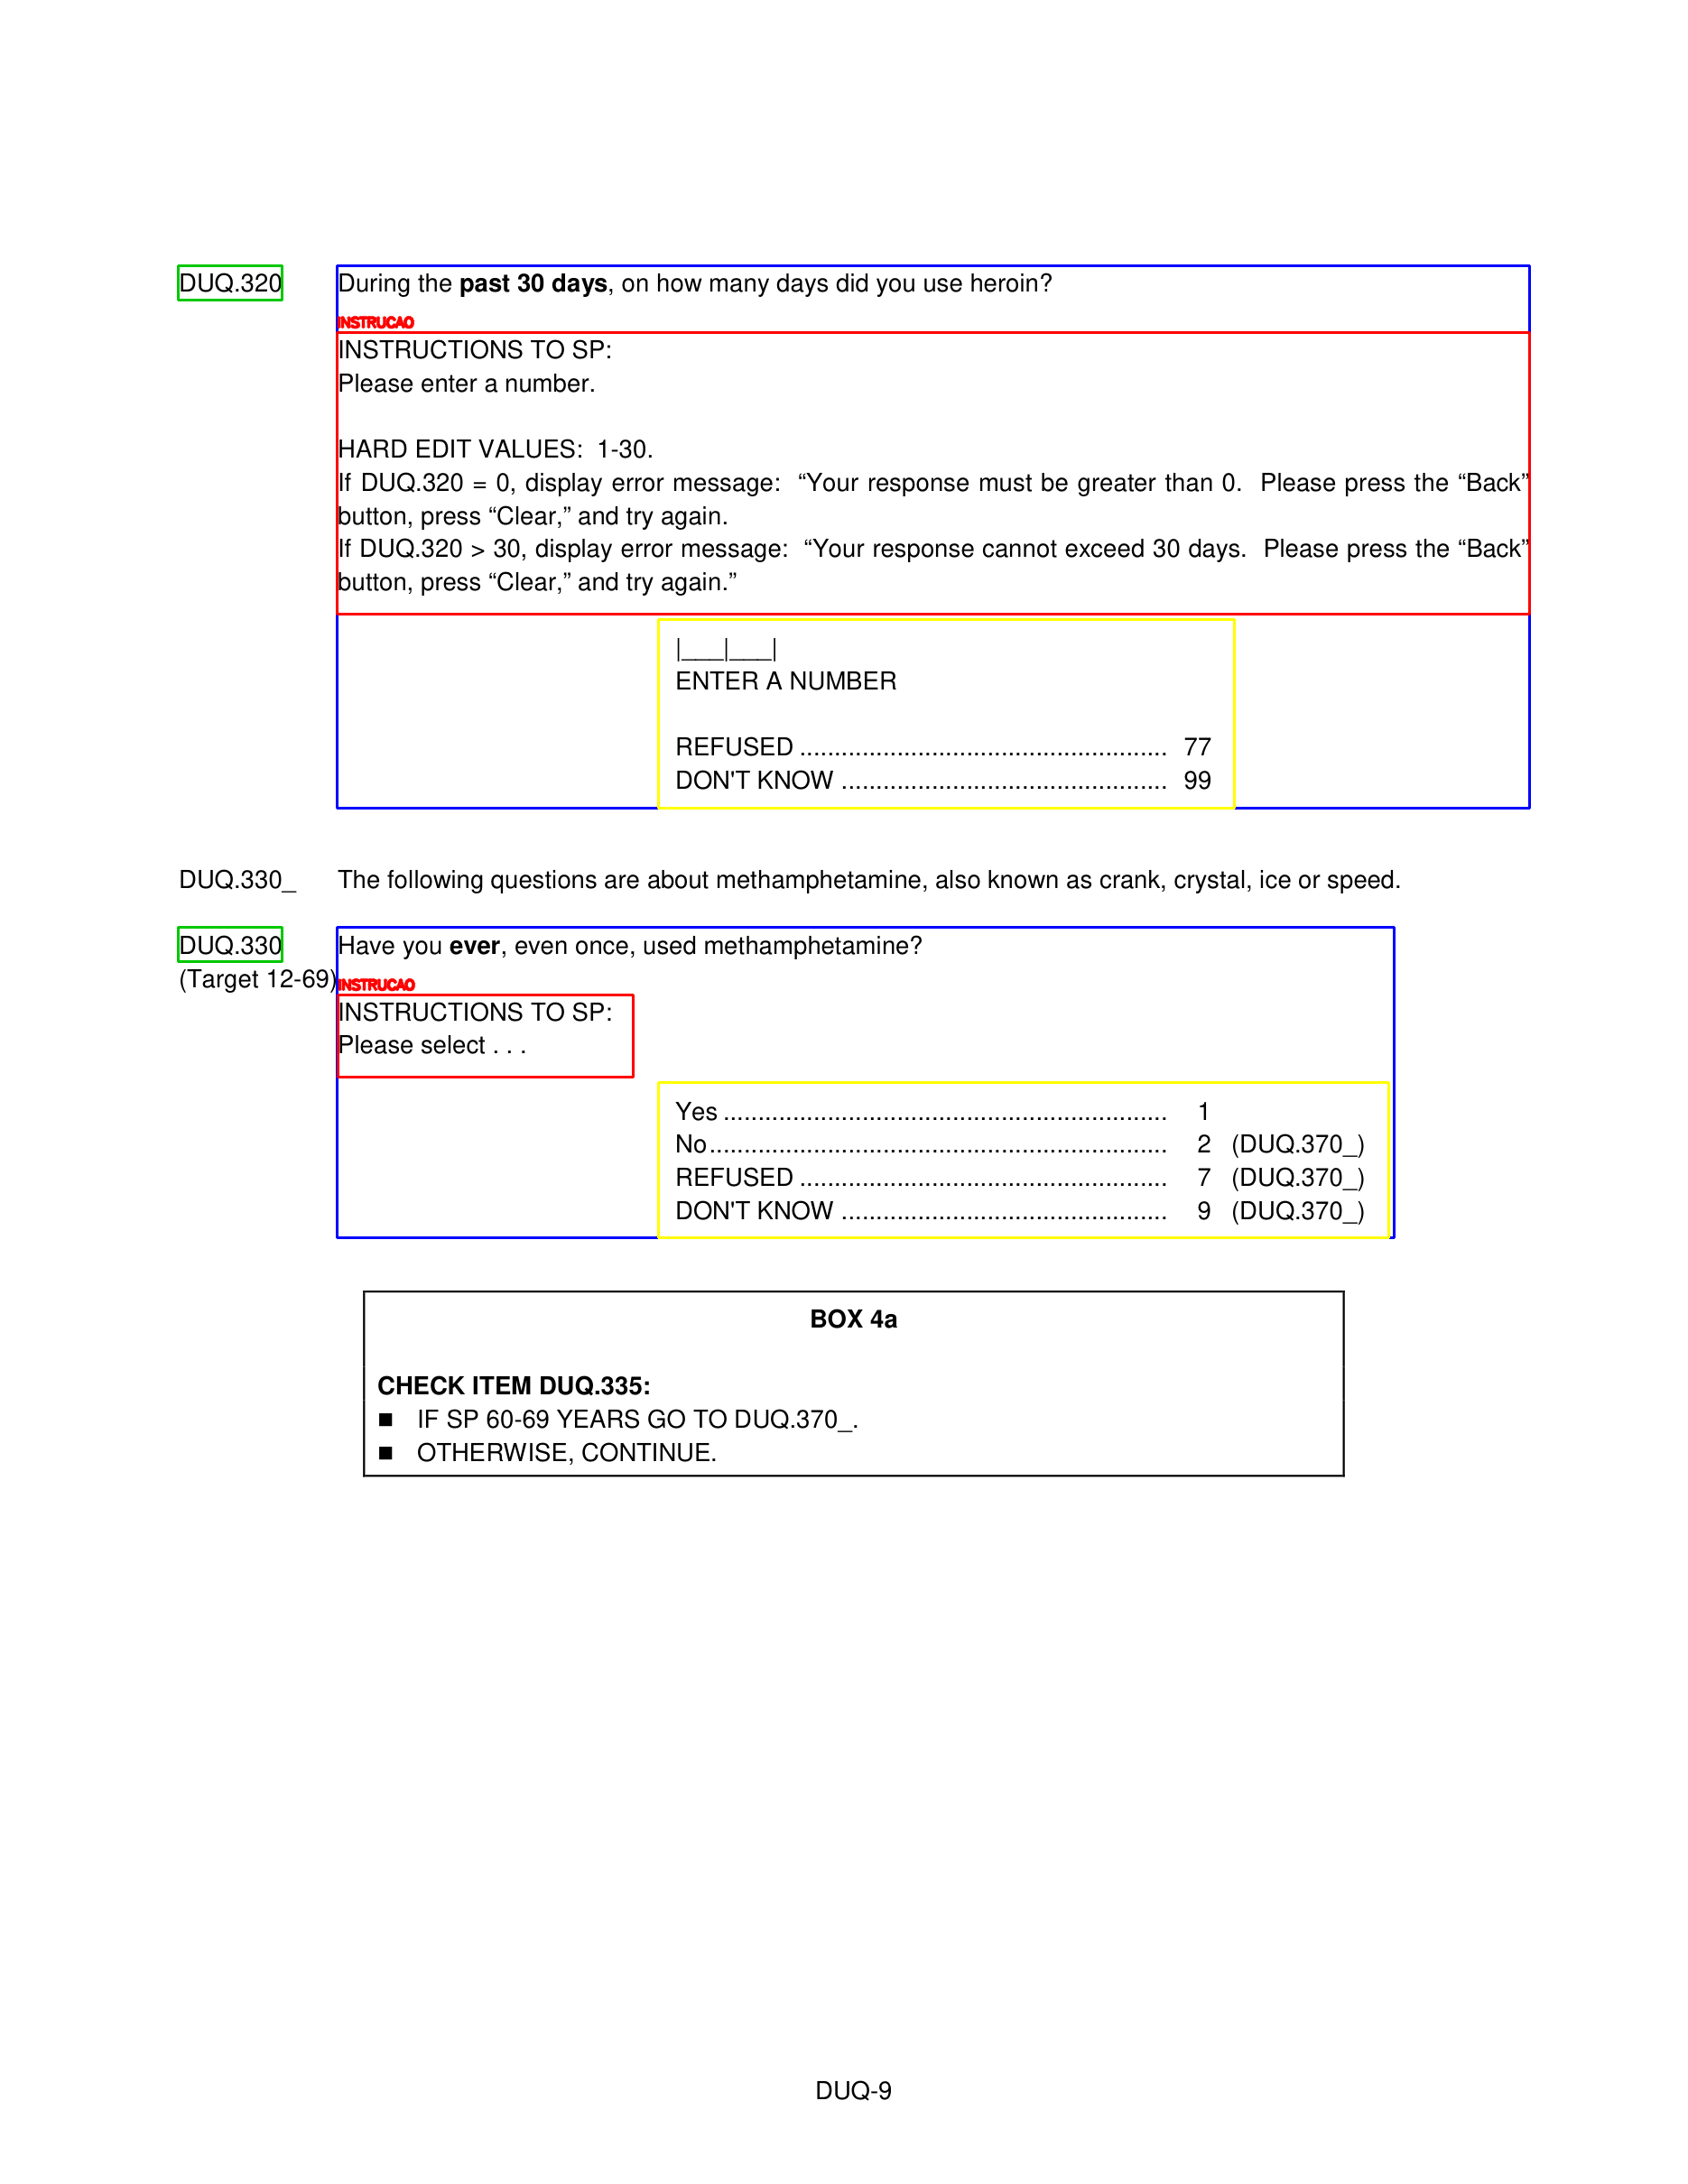 DUQ.320 During the past 30 days, on how many days did you use heroin?
INSTRUCAO
INSTRUCTIONS TO SP:
Please enter a number.
HARD EDIT VALUES: 1-30.
If DUQ.320 = 0, display error message: “Your response must be greater than 0. Please press the “Back”
button, press “Clear,” and try again.
If DUQ.320 > 30, display error message: “Your response cannot exceed 30 days. Please press the “Back”
button, press “Clear,” and try again.”
|___|___|
ENTER A NUMBER
REFUSED ..................................................... 77
DON'T KNOW ............................................... 99
DUQ.330_ The following questions are about methamphetamine, also known as crank, crystal, ice or speed.
DUQ.330 Have you ever, even once, used methamphetamine?
(Target 12-69) INSTRUCAO
INSTRUCTIONS TO SP:
Please select . . .
Yes ................................................................ 1
No.................................................................. 2 (DUQ.370_)
REFUSED ..................................................... 7 (DUQ.370_)
DON'T KNOW ............................................... 9 (DUQ.370_)
BOX 4a
CHECK ITEM DUQ.335:
■ IF SP 60-69 YEARS GO TO DUQ.370_.
■ OTHERWISE, CONTINUE.
DUQ-9